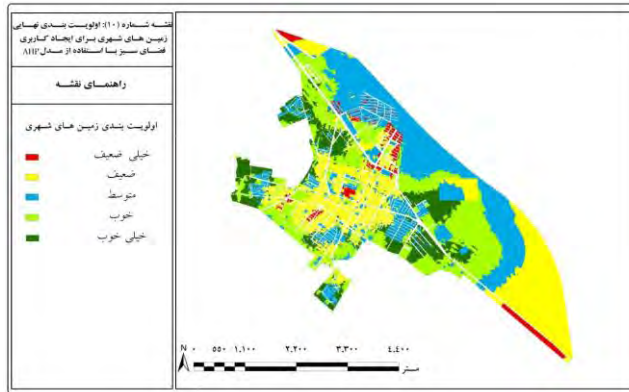 نقشه شماره (۱۰): اولویت بندی نهایی
زمین های شهری برای ایجاد کاربری
فضای سبز با استفاده از مدل AHP
راهنمای نقشه
اولویت بندی زمین های شهری
خیلی ضعیف
ضعیف
متوسط
خوب
خیلی خوب
N ۰ ۵۵۰ ۱,۱۰۰ ۲,۲۰۰ ۳,۳۰۰ ۴,۴۰۰
متر